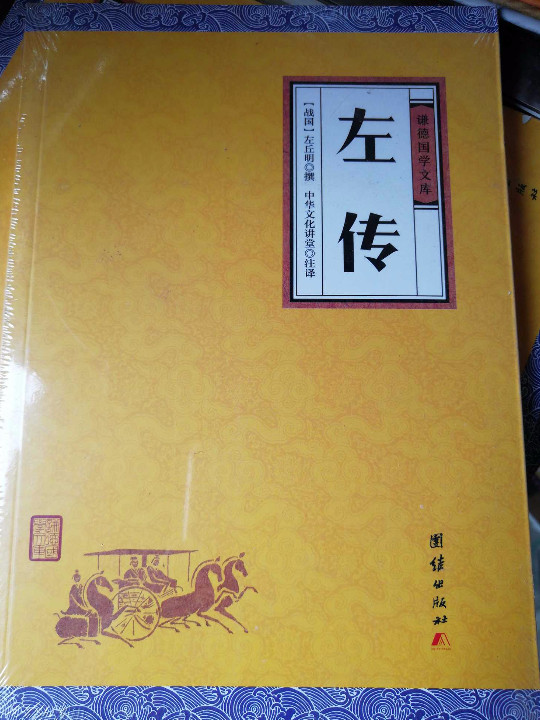 谦德国学文库
左传
【战国】左丘明◎撰 中华文化讲堂◎注译
团结出版社